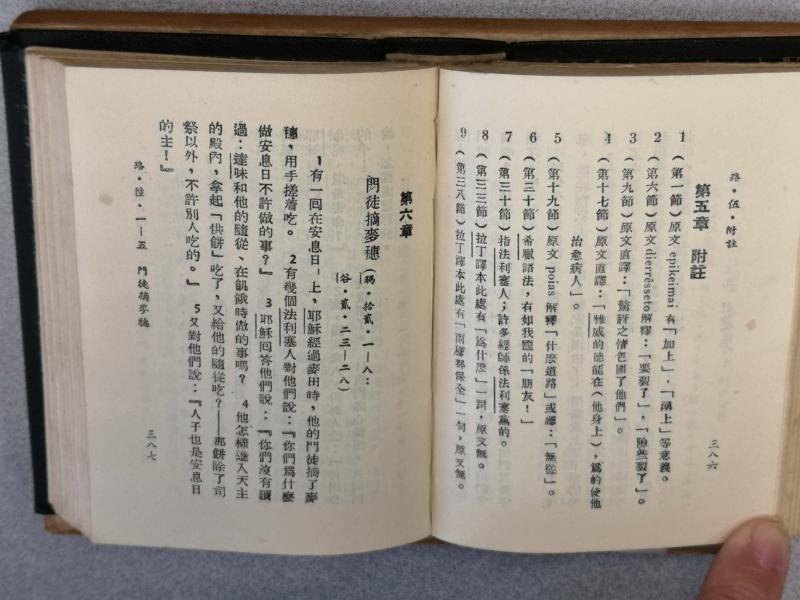 路·伍·附註
第五章　附註
1（第一節）原文 epikeimai 有「加上」，「湧上」等意義。
2（第六節）原文 dierrêsseto 解釋：「要裂了」，「險些裂了」。
3（第九節）原文直譯：「驚訝之情包圍了他們」。
4（第十七節）原文直譯：「雅威的德能在（他身上），爲的使他
治愈病人」。
5（第十九節）原文 poias 解釋「什麽道路」或譯：「無從」。
6（第二十節）希臘語法，有如我國的「朋友！」
7（第三十節）指法利塞人；許多經師係法利塞黨的。
8（第三三節）拉丁譯本此處有「爲什麽」一詞，原文無。
9（第三八節）拉丁譯本此處有「兩樣都保全」一句，原文無。
三八六
第六章
門徒摘麥穗（瑪·拾貳·一—八：
谷·貳·二三—二八）
1有一回在安息日上，耶穌經過麥田時，他的門徒摘了麥
穗，用手搓着吃。2有幾個法利塞人對他們說：『你們爲什麽
做安息日不許做的事？』3耶穌回答他們說：『你們沒有讀
過：達味和他的隨從、在飢餓時做的事嗎？4他怎樣進入天主
的殿內，拿起「供餅」吃了，又給他的隨從吃？—那餅除了司
祭以外，不許別人吃的。』5又對他們說：『人子也是安息日
的主！』
路·陸·一—五 門徒摘麥穗
三八七